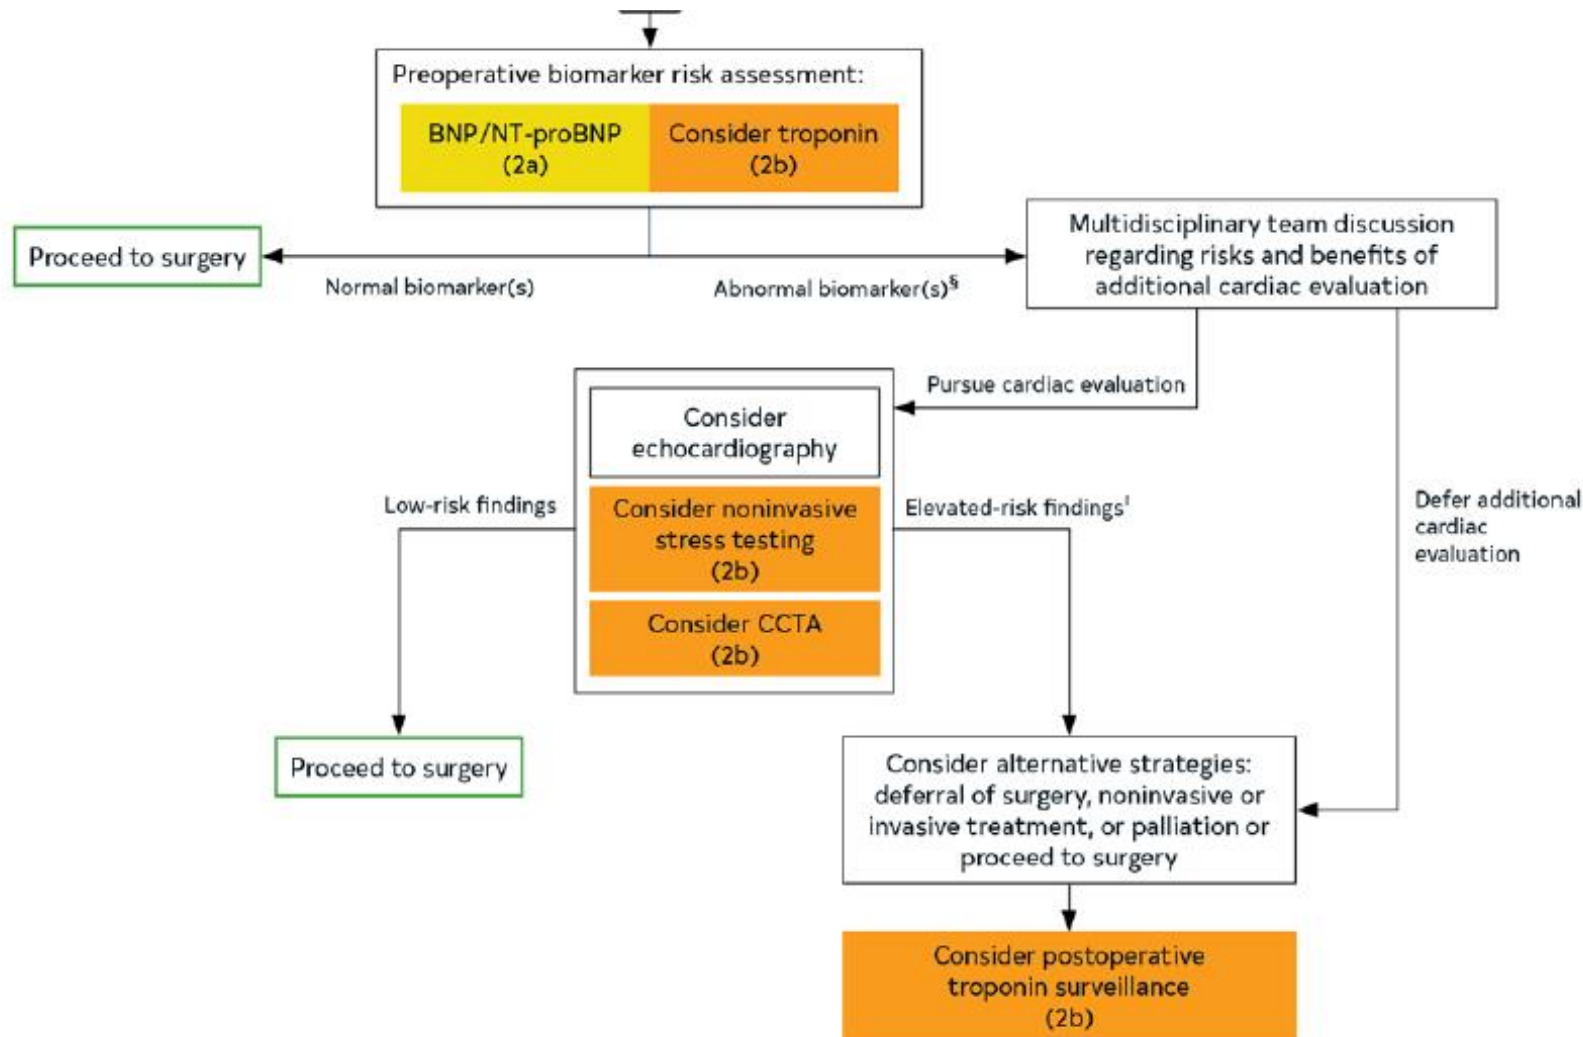 Preoperative biomarker risk assessment:
BNP/NT-proBNP
(2a)
Consider troponin
(2b)
Proceed to surgery
Normal biomarker(s)
Abnormal biomarker(s)§
Multidisciplinary team discussion
regarding risks and benefits of
additional cardiac evaluation
Pursue cardiac evaluation
Consider
echocardiography
Low-risk findings
Consider noninvasive
stress testing
(2b)
Elevated-risk findings
Defer additional
cardiac
evaluation
Consider CCTA
(2b)
Proceed to surgery
Consider alternative strategies:
deferral of surgery, noninvasive or
invasive treatment, or palliation or
proceed to surgery
Consider postoperative
troponin surveillance
(2b)